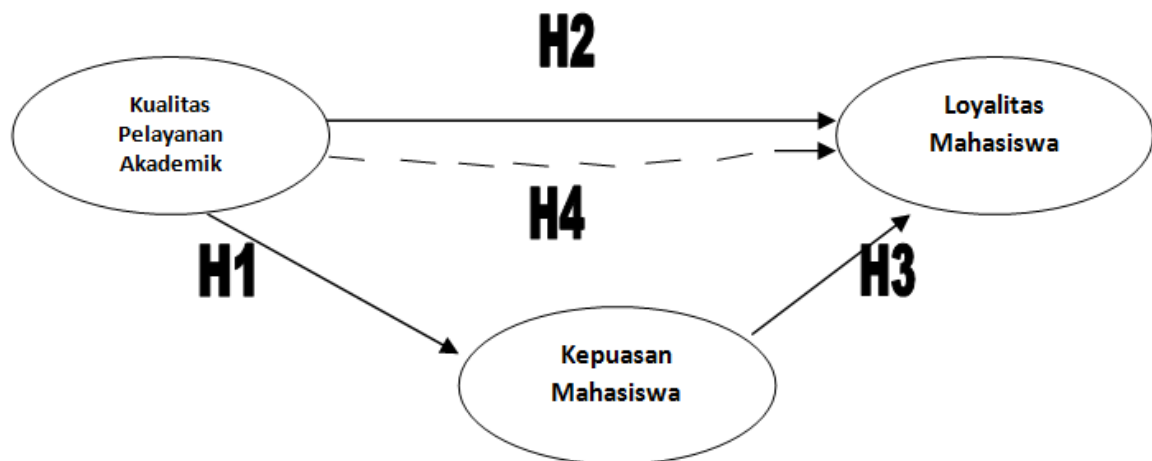 H2
Kualitas
Pelayanan
Akademik
Loyalitas
Mahasiswa
H4
H1
H3
Kepuasan
Mahasiswa